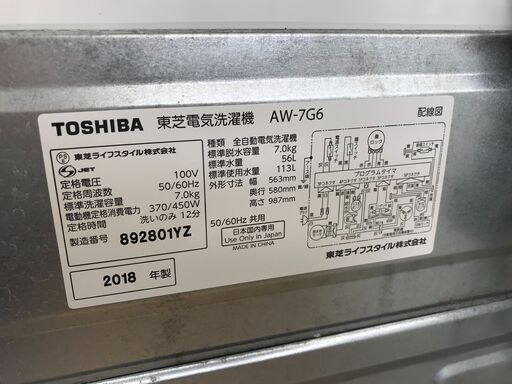 TOSHIBA 東芝電気洗濯機 AW-7G6
配線図
東芝ライフスタイル株式会社
JET
定格電圧 100V
定格周波数 50/60Hz
標準洗濯容量 7.0kg
電動機定格消費電力 370/450W
定格時間 洗いのみ 12分
製造番号 892801YZ
2018 年製
種類 全自動電気洗濯機
標準脱水容量 7.0kg
標準水量 56L
標準使用水量 113L
外形寸法 幅 563mm
奥行 580mm
高さ 987mm
50/60Hz 共用
日本国内専用
Use Only in Japan
MADE IN CHINA
ロック
プログラムタイマ
東芝ライフスタイル株式会社